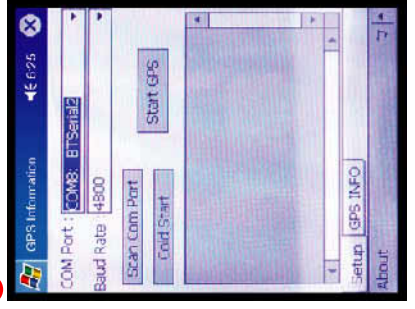 GPS Information 6:25
COM Port : COM8: BTSerial2
Baud Rate :4800
Scan Com Port
Cold Start
Start GPS
Setup GPS INFO
About